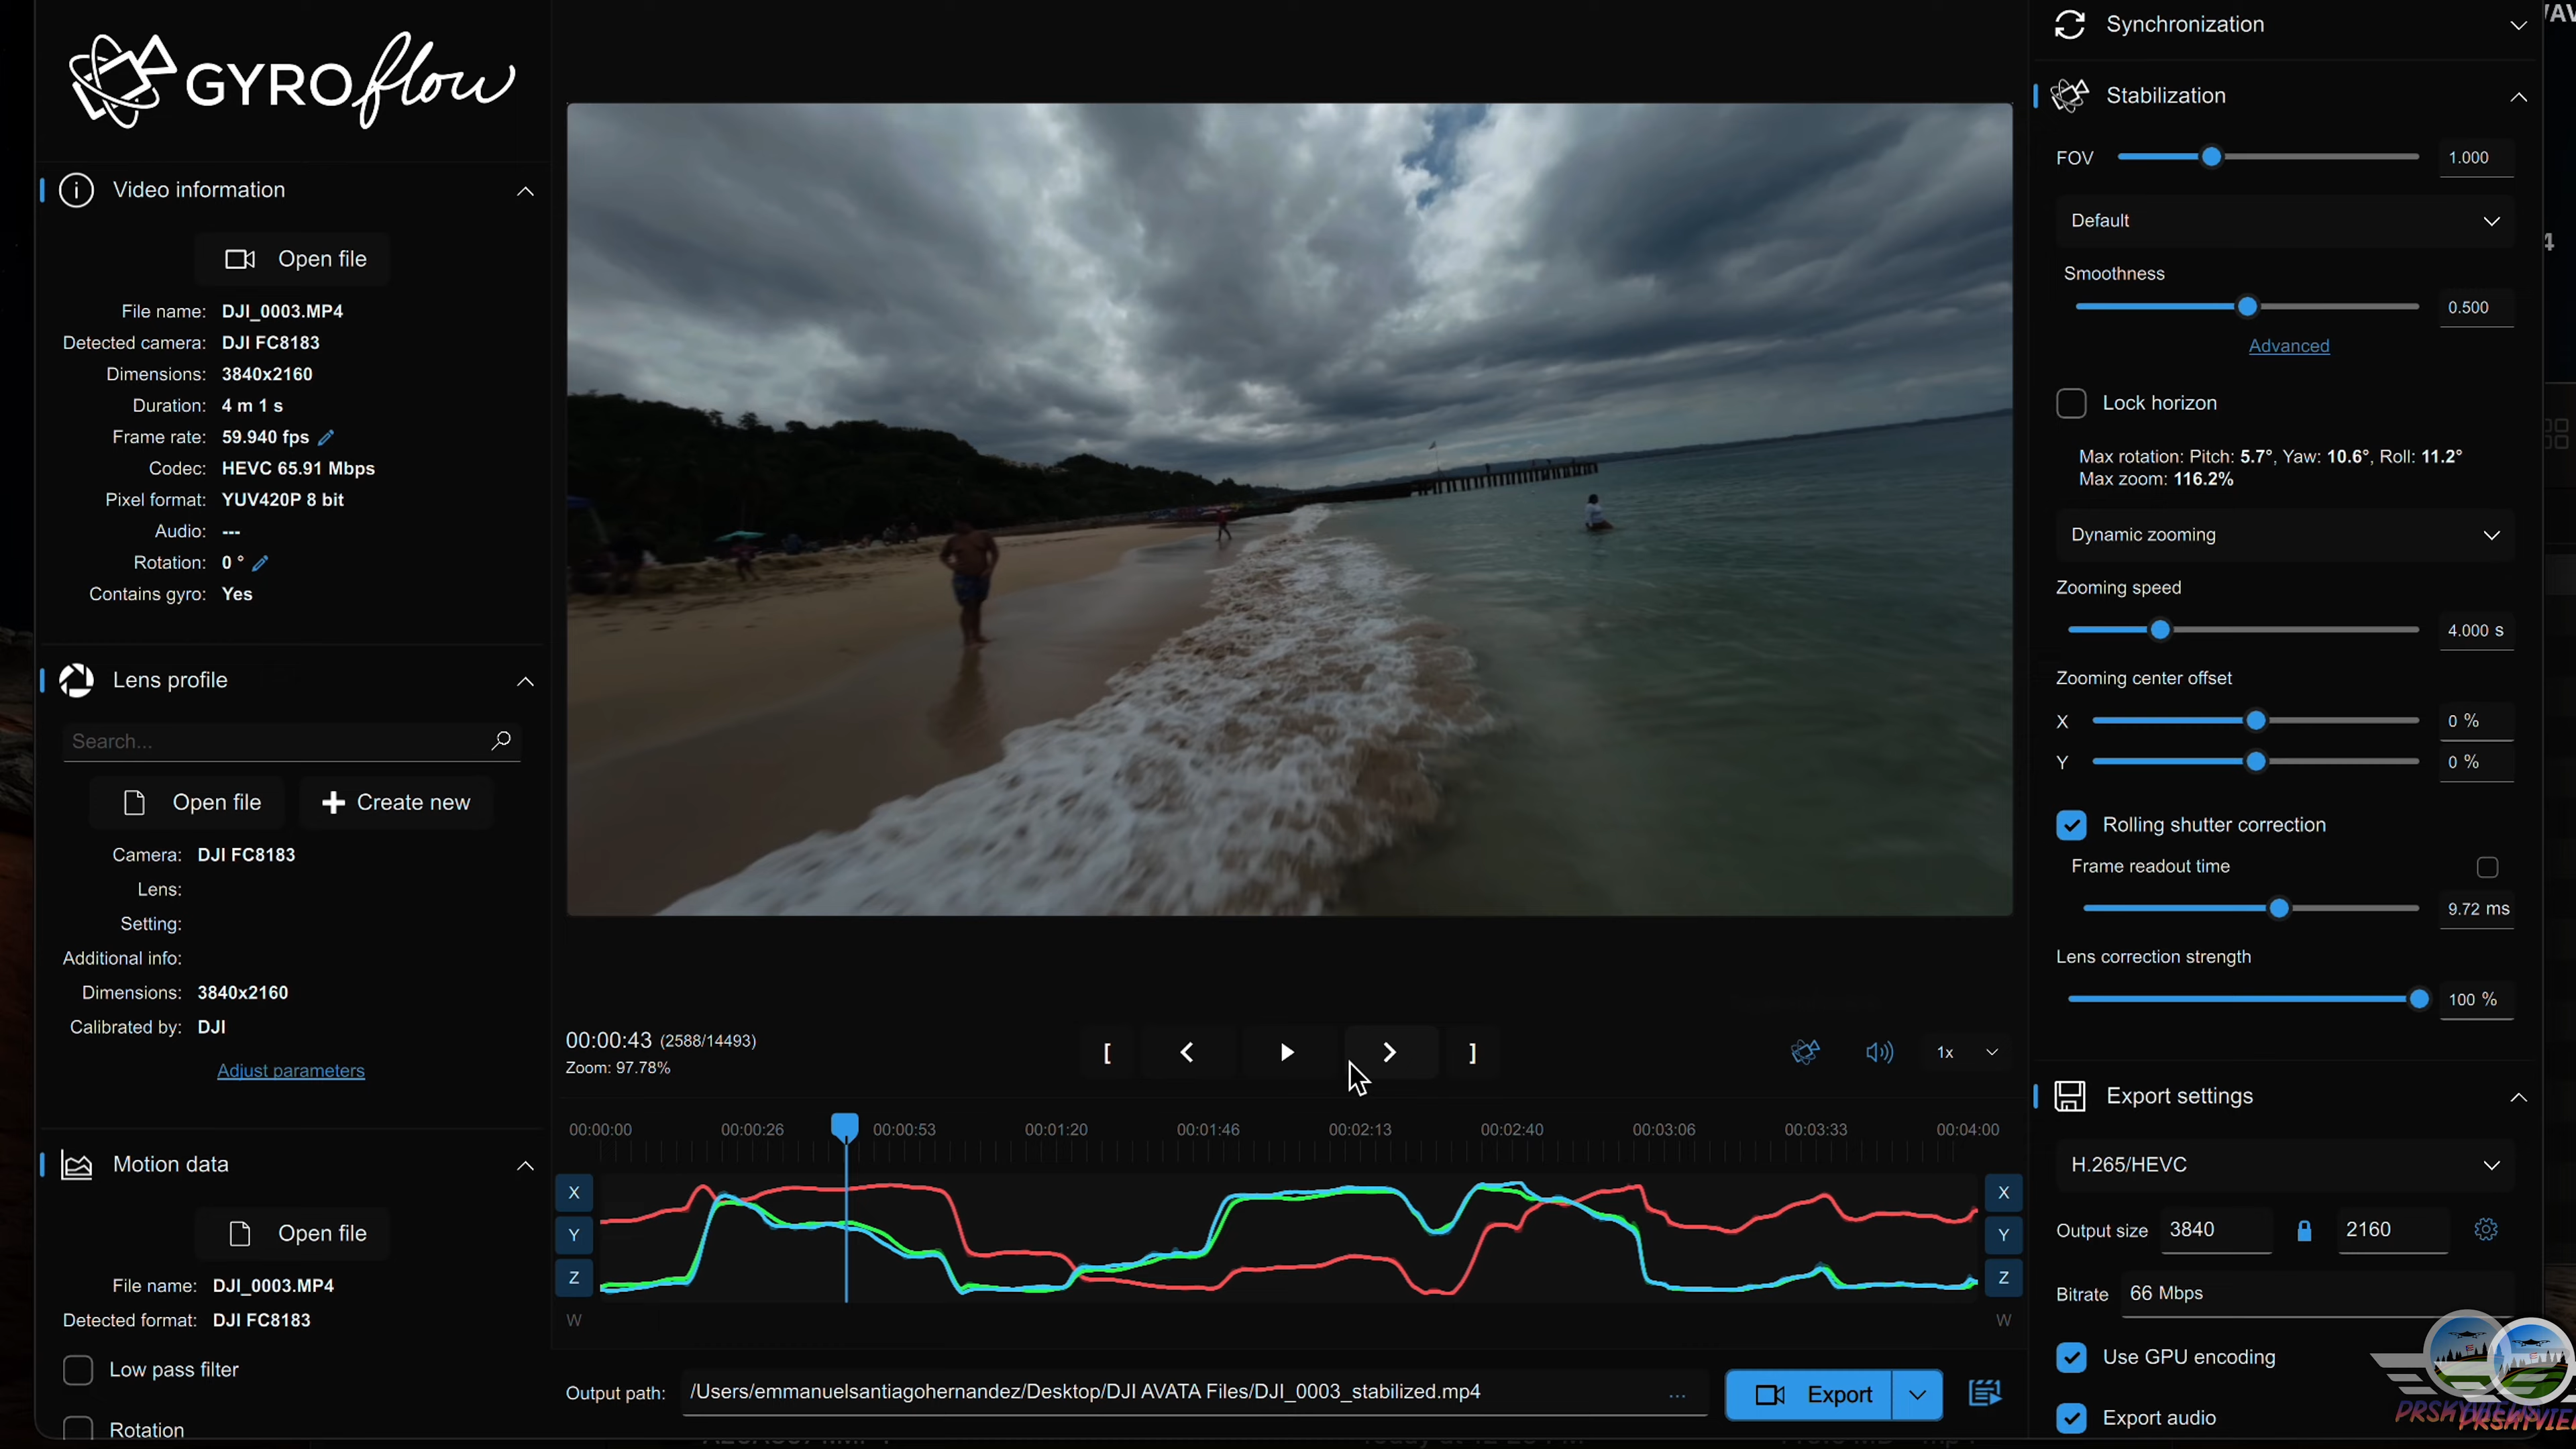 GYROflow
Video information
Open file
File name: DJI_0003.MP4
Detected camera: DJI FC8183
Dimensions: 3840x2160
Duration: 4 m 1 s
Frame rate: 59.940 fps
Codec: HEVC 65.91 Mbps
Pixel format: YUV420P 8 bit
Audio: ---
Rotation: 0 °
Contains gyro: Yes
Lens profile
Search...
Open file
Create new
Camera: DJI FC8183
Lens:
Setting:
Additional info:
Dimensions: 3840x2160
Calibrated by: DJI
Adjust parameters
Motion data
Open file
File name: DJI_0003.MP4
Detected format: DJI FC8183
Low pass filter
Rotation
00:00:43 (2588/14493)
Zoom: 97.78%
[
]
1x
00:00:00 00:00:26 00:00:53 00:01:20 00:01:46 00:02:13 00:02:40 00:03:06 00:03:33 00:04:00
X X
Y Y
Z Z
W W
Output path: /Users/emmanuelsantiagohernandez/Desktop/DJI AVATA Files/DJI_0003_stabilized.mp4 ...
Export
Synchronization
Stabilization
FOV 1.000
Default
Smoothness
0.500
Advanced
Lock horizon
Max rotation: Pitch: 5.7°, Yaw: 10.6°, Roll: 11.2°
Max zoom: 116.2%
Dynamic zooming
Zooming speed
4.000 s
Zooming center offset
X 0 %
Y 0 %
Rolling shutter correction
Frame readout time
9.72 ms
Lens correction strength
100 %
Export settings
H.265/HEVC
Output size 3840 2160
Bitrate 66 Mbps
Use GPU encoding
Export audio